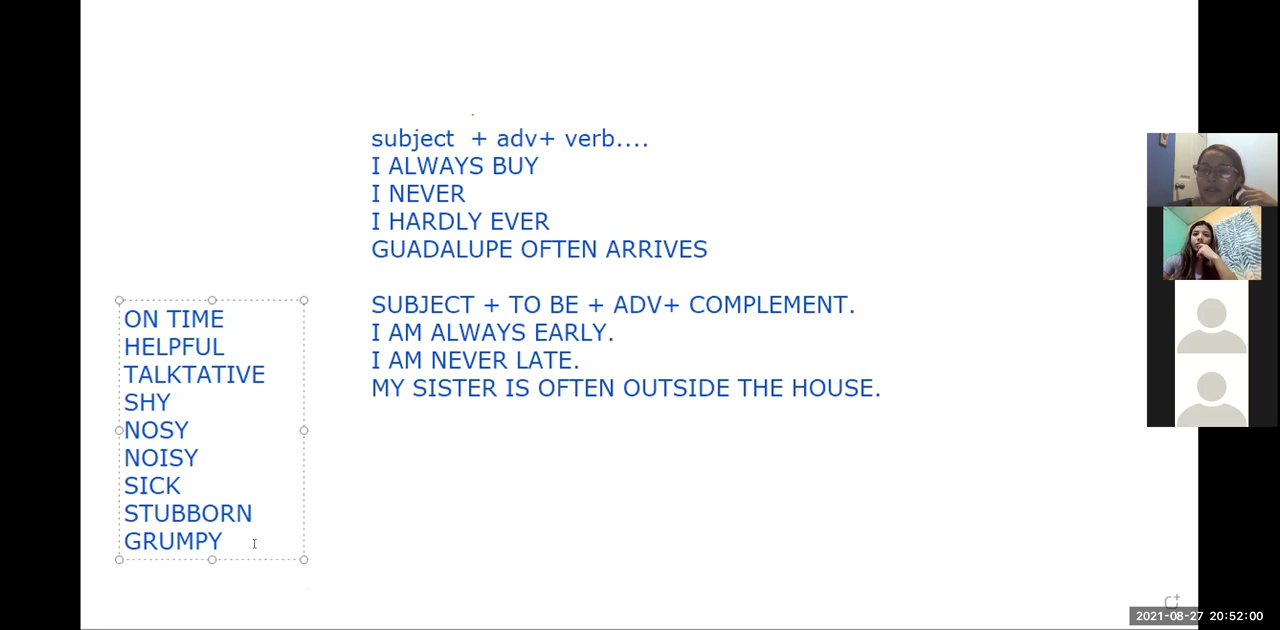 subject + adv+ verb....
I ALWAYS BUY
I NEVER
I HARDLY EVER
GUADALUPE OFTEN ARRIVES
SUBJECT + TO BE + ADV+ COMPLEMENT.
I AM ALWAYS EARLY.
I AM NEVER LATE.
MY SISTER IS OFTEN OUTSIDE THE HOUSE.
ON TIME
HELPFUL
TALKTATIVE
SHY
NOSY
NOISY
SICK
STUBBORN
GRUMPY
2021-08-27 20:52:00